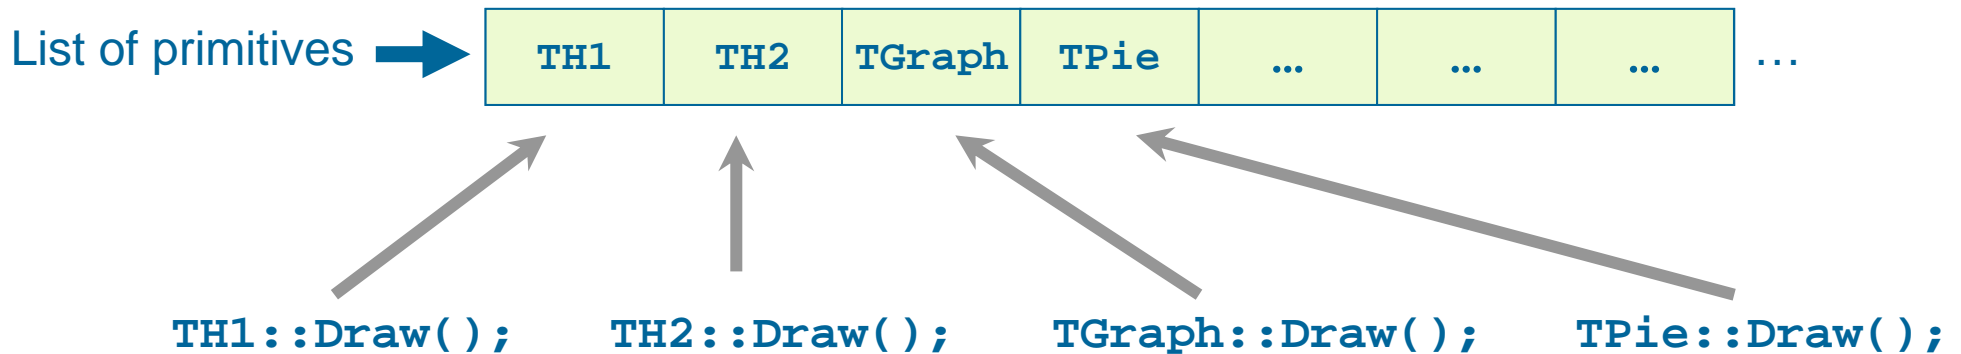 List of primitives TH1 TH2 TGraph TPie ... ... ... ...
TH1::Draw(); TH2::Draw(); TGraph::Draw(); TPie::Draw();